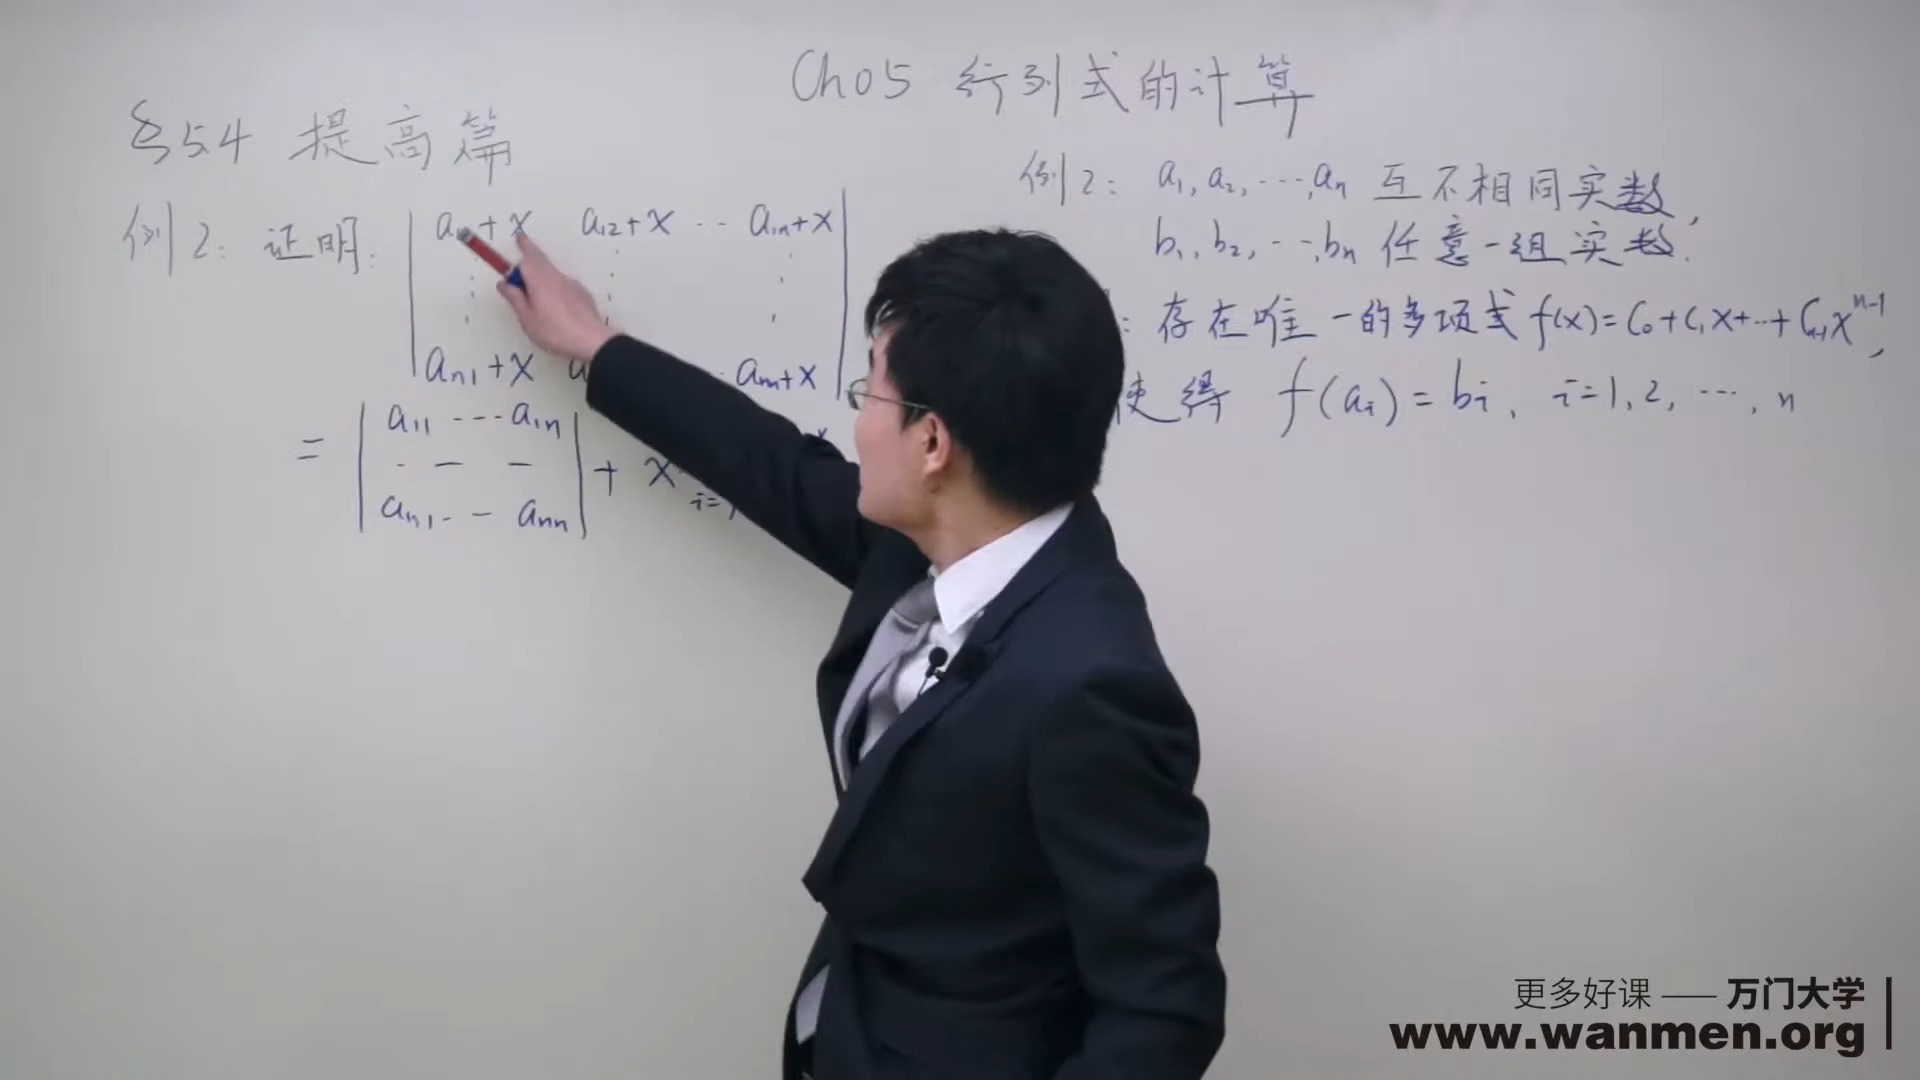 Ch05 行列式的计算
§5.4 提高篇
例2: 证明: | a₁₁+x a₁₂+x ⋯ a₁ₙ+x |
⋮ ⋮ ⋮
aₙ₁+x ⋯ aₙₙ+x
= | a₁₁ ⋯ a₁ₙ |
aₙ₁ ⋯ aₙₙ | + x
i=1
例2: a₁, a₂, ⋯, aₙ 互不相同实数,
b₁, b₂, ⋯, bₙ 任意一组实数.
: 存在唯一的多项式 f(x)=C₀+C₁x+⋯+Cₙ₋₁xⁿ⁻¹,
使得 f(aᵢ)=bᵢ, i=1,2,⋯,n
更多好课 —— 万门大学
www.wanmen.org